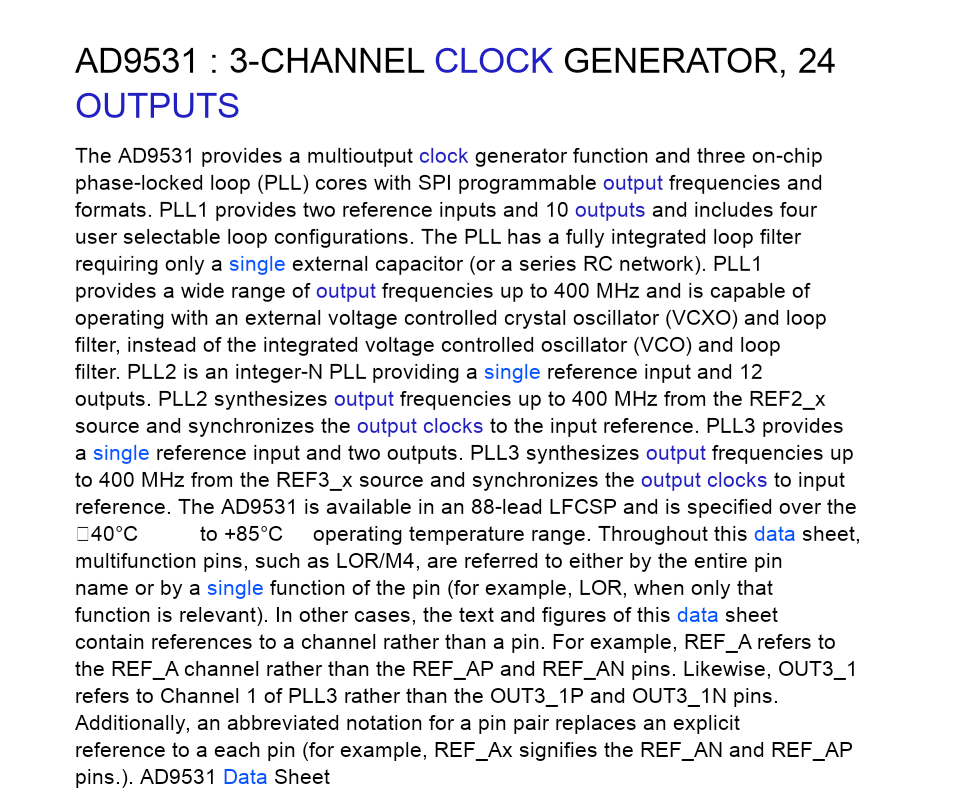 AD9531 : 3-CHANNEL CLOCK GENERATOR, 24
OUTPUTS
The AD9531 provides a multioutput clock generator function and three on-chip
phase-locked loop (PLL) cores with SPI programmable output frequencies and
formats. PLL1 provides two reference inputs and 10 outputs and includes four
user selectable loop configurations. The PLL has a fully integrated loop filter
requiring only a single external capacitor (or a series RC network). PLL1
provides a wide range of output frequencies up to 400 MHz and is capable of
operating with an external voltage controlled crystal oscillator (VCXO) and loop
filter, instead of the integrated voltage controlled oscillator (VCO) and loop
filter. PLL2 is an integer-N PLL providing a single reference input and 12
outputs. PLL2 synthesizes output frequencies up to 400 MHz from the REF2_x
source and synchronizes the output clocks to the input reference. PLL3 provides
a single reference input and two outputs. PLL3 synthesizes output frequencies up
to 400 MHz from the REF3_x source and synchronizes the output clocks to input
reference. The AD9531 is available in an 88-lead LFCSP and is specified over the
□40°C to +85°C operating temperature range. Throughout this data sheet,
multifunction pins, such as LOR/M4, are referred to either by the entire pin
name or by a single function of the pin (for example, LOR, when only that
function is relevant). In other cases, the text and figures of this data sheet
contain references to a channel rather than a pin. For example, REF_A refers to
the REF_A channel rather than the REF_AP and REF_AN pins. Likewise, OUT3_1
refers to Channel 1 of PLL3 rather than the OUT3_1P and OUT3_1N pins.
Additionally, an abbreviated notation for a pin pair replaces an explicit
reference to a each pin (for example, REF_Ax signifies the REF_AN and REF_AP
pins.). AD9531 Data Sheet